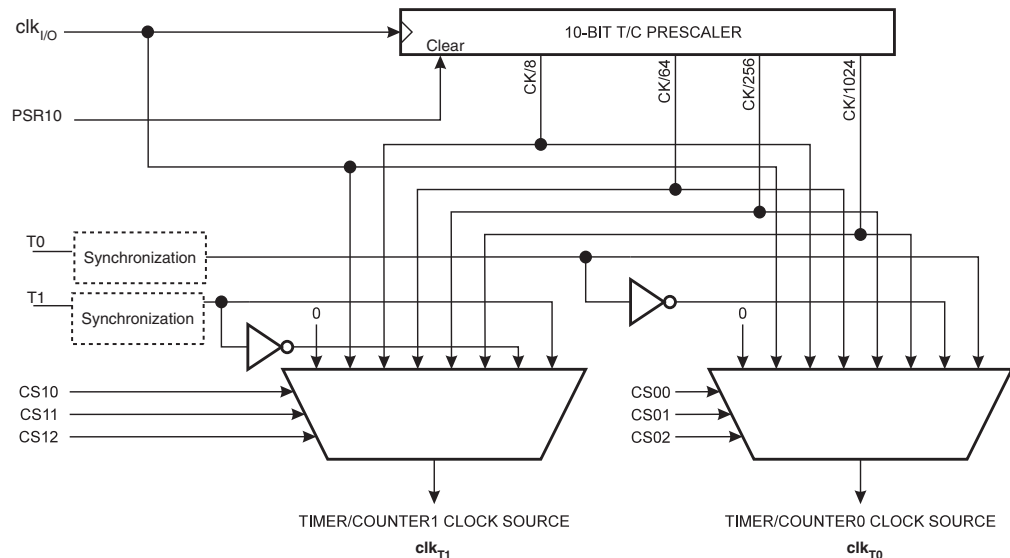 clkI/O
10-BIT T/C PRESCALER
Clear
CK/8
CK/64
CK/256
CK/1024
PSR10
T0
Synchronization
T1
Synchronization
0
0
CS10
CS11
CS12
CS00
CS01
CS02
TIMER/COUNTER1 CLOCK SOURCE
clkT1
TIMER/COUNTER0 CLOCK SOURCE
clkT0